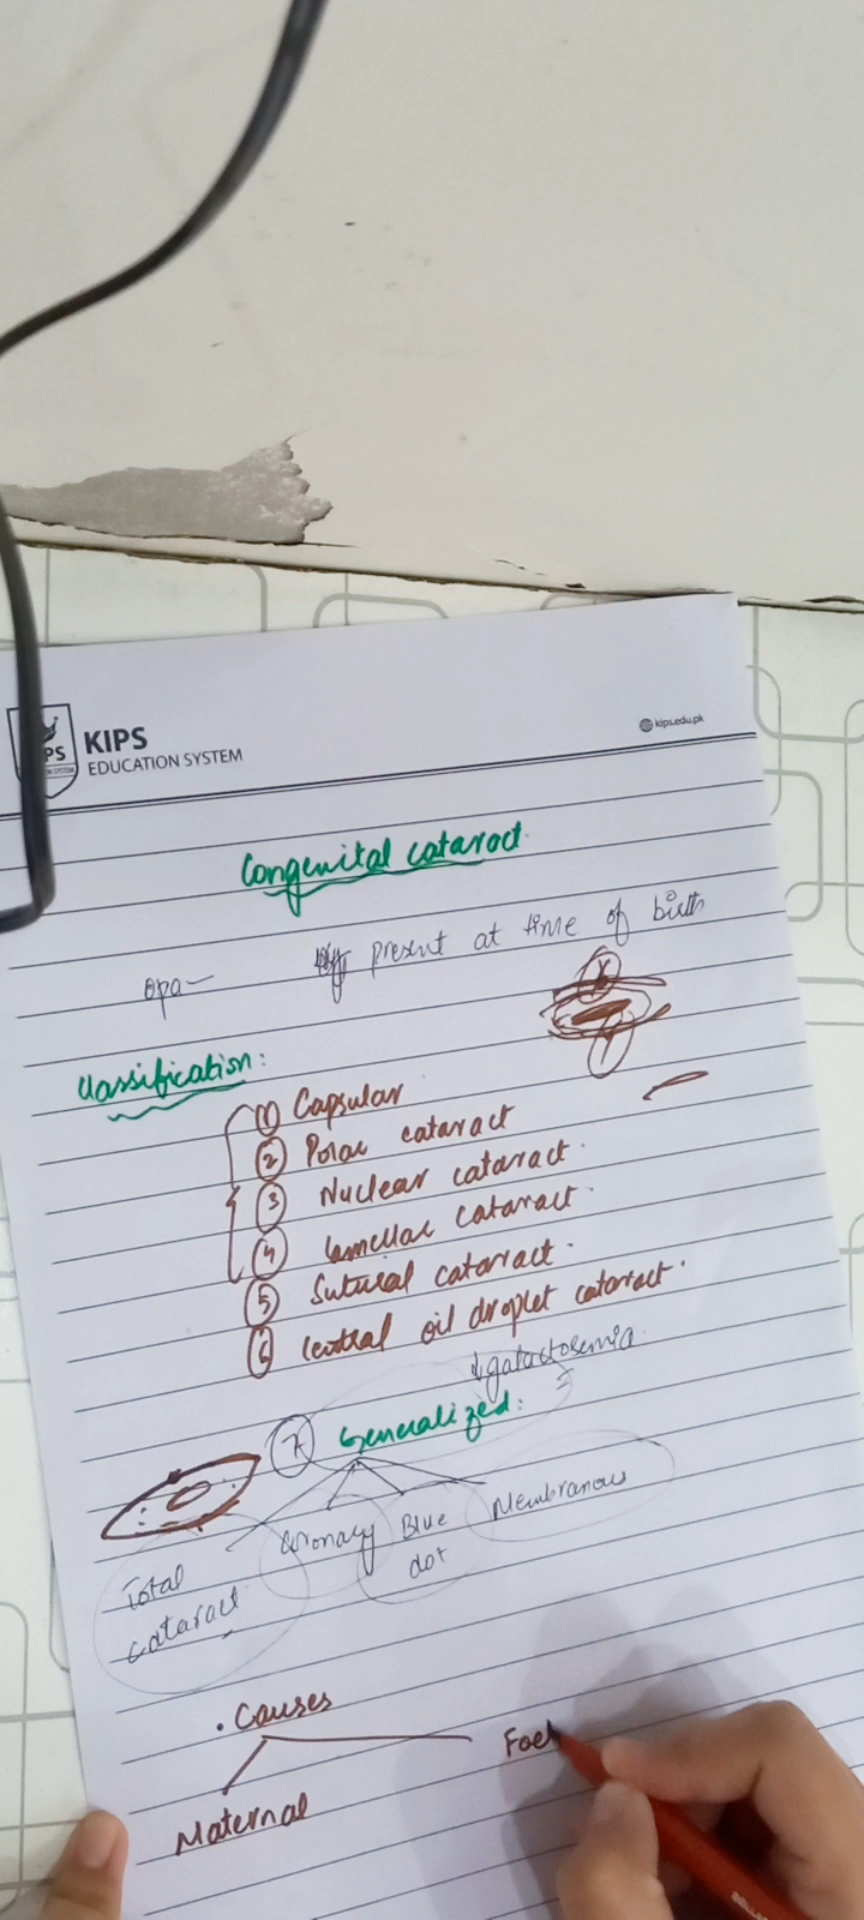 KIPS
EDUCATION SYSTEM
kips.edu.pk
Congenital cataract.
opa— present at time of birth
Classification:
① Capsular
② Polar cataract
③ Nuclear cataract.
④ lamellar cataract.
⑤ Sutural cataract.
⑥ Central oil droplet cataract.
↓galactosemia.
⑦ Generalized:
Total cataract
Coronary
Blue dot
Membranous
. Causes
Maternal
Foet